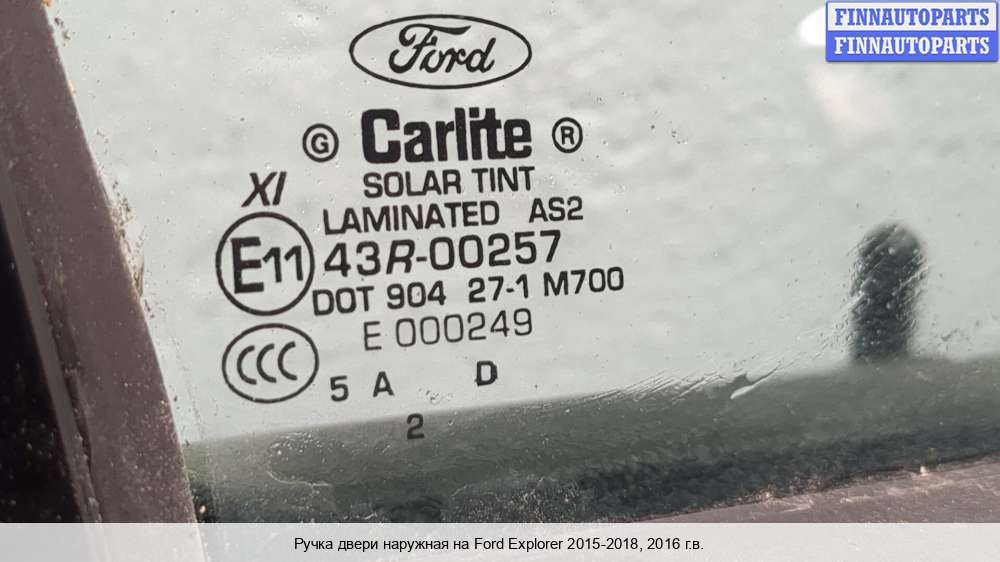 FINNAUTOPARTS
FINNAUTOPARTS
Ford
G Carlite ®
XI SOLAR TINT
LAMINATED AS2
E11 43R-00257
DOT 904 27-1 M700
E 000249
CCC
5 A D
2
Ручка двери наружная на Ford Explorer 2015-2018, 2016 г.в.